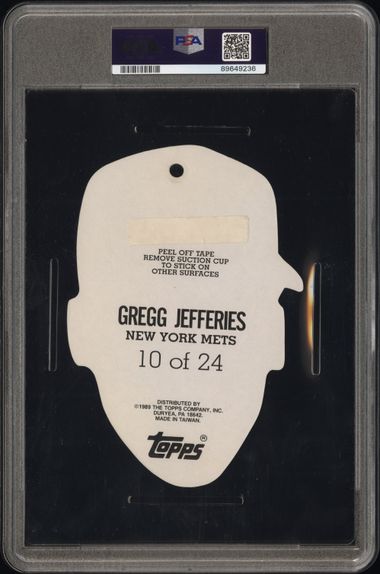 PSA
89649236
PEEL OFF TAPE
REMOVE SUCTION CUP
TO STICK ON
OTHER SURFACES
GREGG JEFFERIES
NEW YORK METS
10 of 24
DISTRIBUTED BY
©1989 THE TOPPS COMPANY, INC.
DURYEA, PA 18642.
MADE IN TAIWAN.
TOPPS®